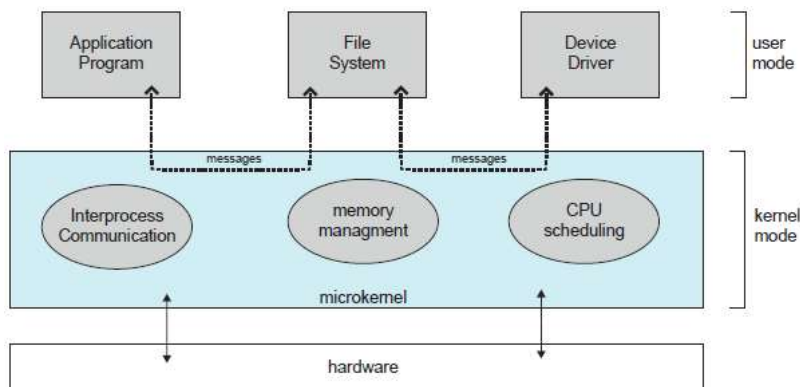 Application
Program
File
System
Device
Driver
user
mode
messages
messages
Interprocess
Communication
memory
managment
CPU
scheduling
kernel
mode
microkernel
hardware